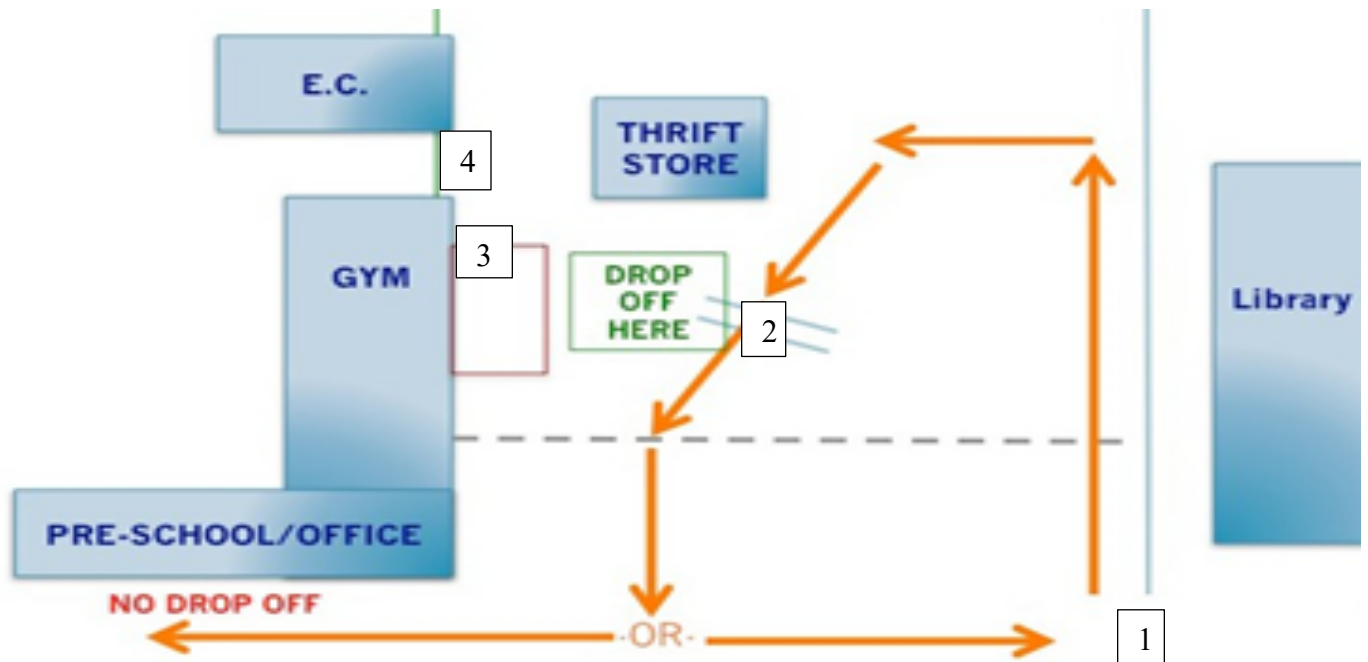 E.C.
THRIFT
STORE
4
3
GYM
DROP
OFF
HERE
2
Library
PRE-SCHOOL/OFFICE
NO DROP OFF
-OR-
1